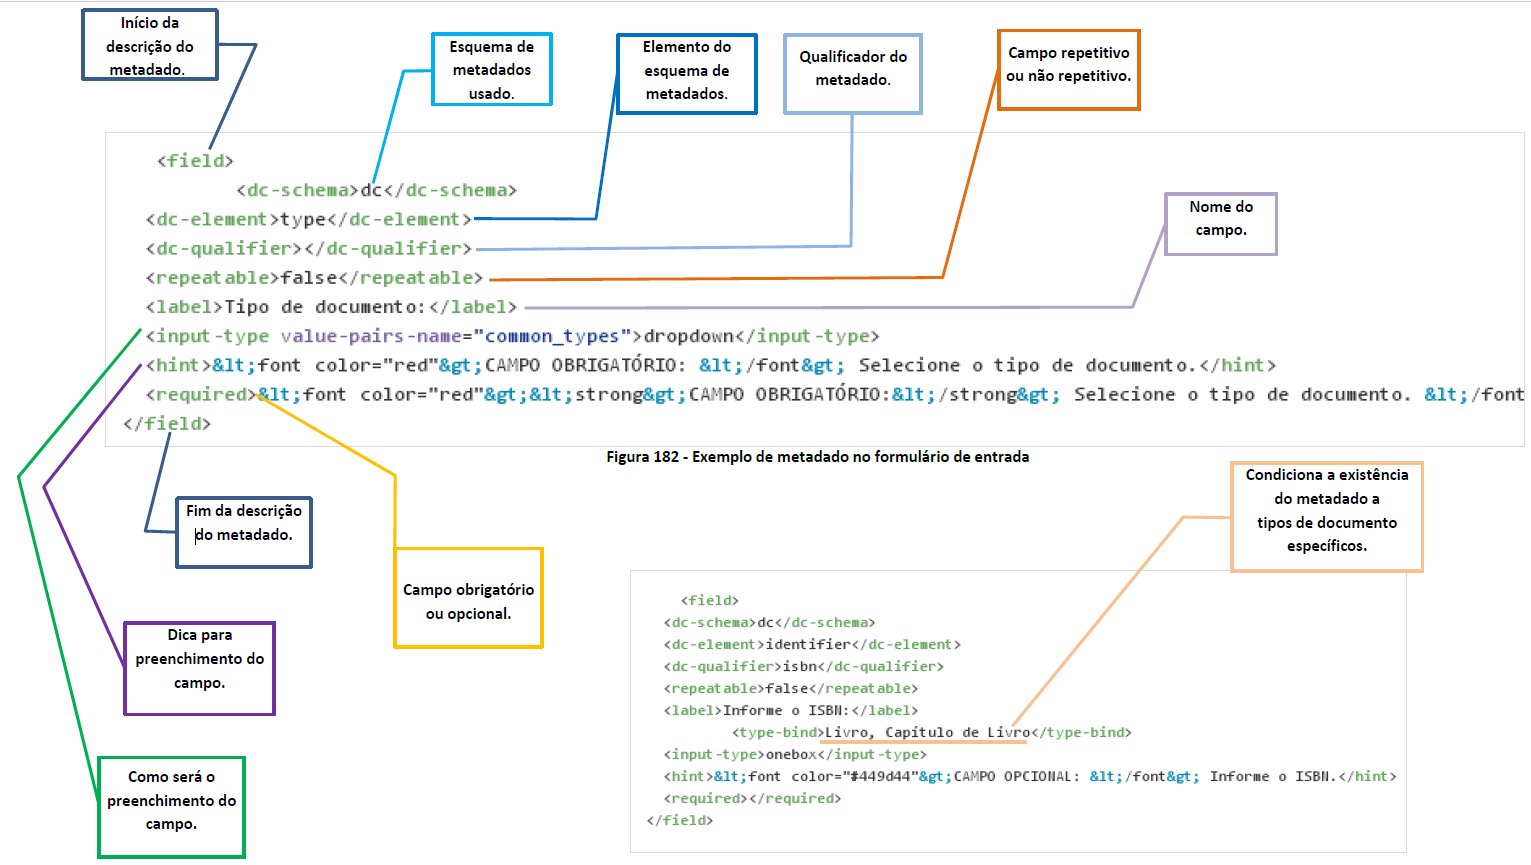 Início da
descrição do
metadado.
Esquema de
metadados
usado.
Elemento do
esquema de
metadados.
Qualificador do
metadado.
Campo repetitivo
ou não repetitivo.
<field>
<dc-schema>dc</dc-schema>
<dc-element>type</dc-element>
<dc-qualifier></dc-qualifier>
<repeatable>false</repeatable>
<label>Tipo de documento:</label>
<input-type value-pairs-name="common_types">dropdown</input-type>
<hint>&lt;font color="red"&gt;CAMPO OBRIGATÓRIO: &lt;/font&gt; Selecione o tipo de documento.</hint>
<required>&lt;font color="red"&gt;&lt;strong&gt;CAMPO OBRIGATÓRIO:&lt;/strong&gt; Selecione o tipo de documento. &lt;/font
</field>
Nome do
campo.
Figura 182 - Exemplo de metadado no formulário de entrada
Condiciona a existência
do metadado a
tipos de documento
específicos.
Fim da descrição
do metadado.
Campo obrigatório
ou opcional.
Dica para
preenchimento do
campo.
Como será o
preenchimento do
campo.
<field>
<dc-schema>dc</dc-schema>
<dc-element>identifier</dc-element>
<dc-qualifier>isbn</dc-qualifier>
<repeatable>false</repeatable>
<label>Informe o ISBN:</label>
<type-bind>Livro, Capítulo de Livro</type-bind>
<input-type>onebox</input-type>
<hint>&lt;font color="#449d44"&gt;CAMPO OPCIONAL: &lt;/font&gt; Informe o ISBN.</hint>
<required></required>
</field>